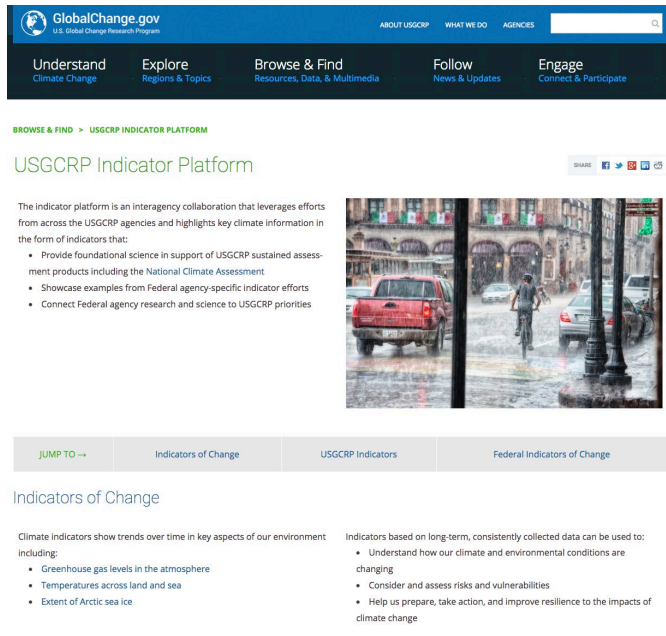 GlobalChange.gov
U.S. Global Change Research Program
ABOUT USGCRP WHAT WE DO AGENCIES
Understand
Climate Change
Explore
Regions & Topics
Browse & Find
Resources, Data, & Multimedia
Follow
News & Updates
Engage
Connect & Participate
BROWSE & FIND > USGCRP INDICATOR PLATFORM
USGCRP Indicator Platform
SHARE
The indicator platform is an interagency collaboration that leverages efforts
from across the USGCRP agencies and highlights key climate information in
the form of indicators that:
• Provide foundational science in support of USGCRP sustained assess-
ment products including the National Climate Assessment
• Showcase examples from Federal agency-specific indicator efforts
• Connect Federal agency research and science to USGCRP priorities
JUMP TO → Indicators of Change USGCRP Indicators Federal Indicators of Change
Indicators of Change
Climate indicators show trends over time in key aspects of our environment
including:
• Greenhouse gas levels in the atmosphere
• Temperatures across land and sea
• Extent of Arctic sea ice
Indicators based on long-term, consistently collected data can be used to:
• Understand how our climate and environmental conditions are
changing
• Consider and assess risks and vulnerabilities
• Help us prepare, take action, and improve resilience to the impacts of
climate change